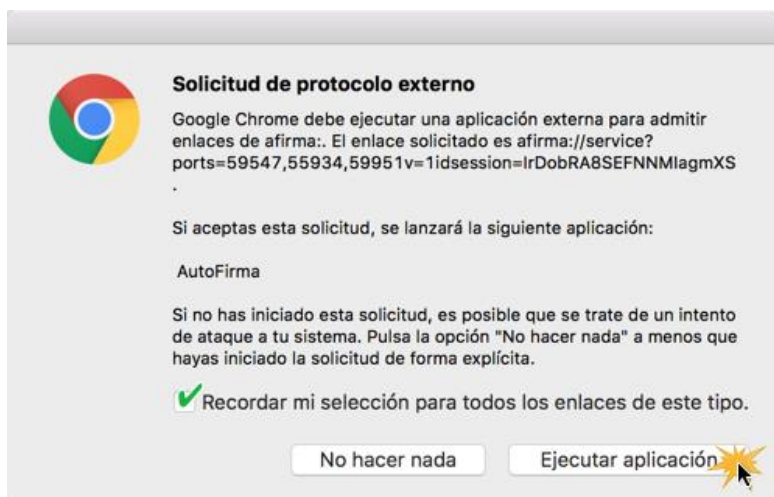 Solicitud de protocolo externo
Google Chrome debe ejecutar una aplicación externa para admitir
enlaces de afirma:. El enlace solicitado es afirma://service?
ports=59547,55934,59951v=1idsession=IrDobRA8SEFNNMIagmXS
.
Si aceptas esta solicitud, se lanzará la siguiente aplicación:
AutoFirma
Si no has iniciado esta solicitud, es posible que se trate de un intento
de ataque a tu sistema. Pulsa la opción "No hacer nada" a menos que
hayas iniciado la solicitud de forma explícita.
Recordar mi selección para todos los enlaces de este tipo.
No hacer nada
Ejecutar aplicación